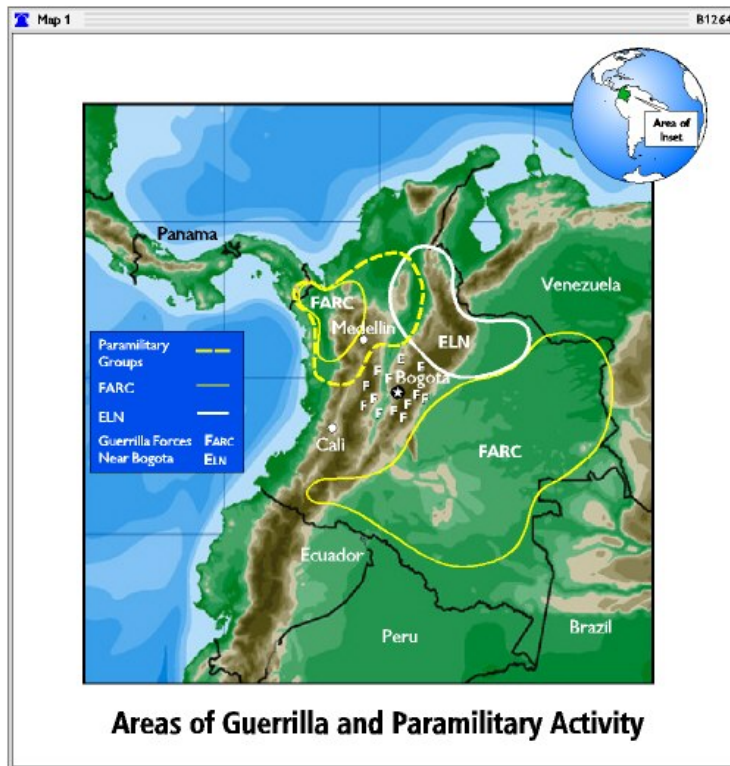 Map 1
B1264
Area of
Inset
Panama
Venezuela
FARC
Medellin
ELN
Paramilitary
Groups
FARC
ELN
Guerrilla Forces FARC
Near Bogota ELN
E
F
F
Bogota
F
F
F
F
F
F
F
F
F
Cali
FARC
Ecuador
Peru
Brazil
Areas of Guerrilla and Paramilitary Activity